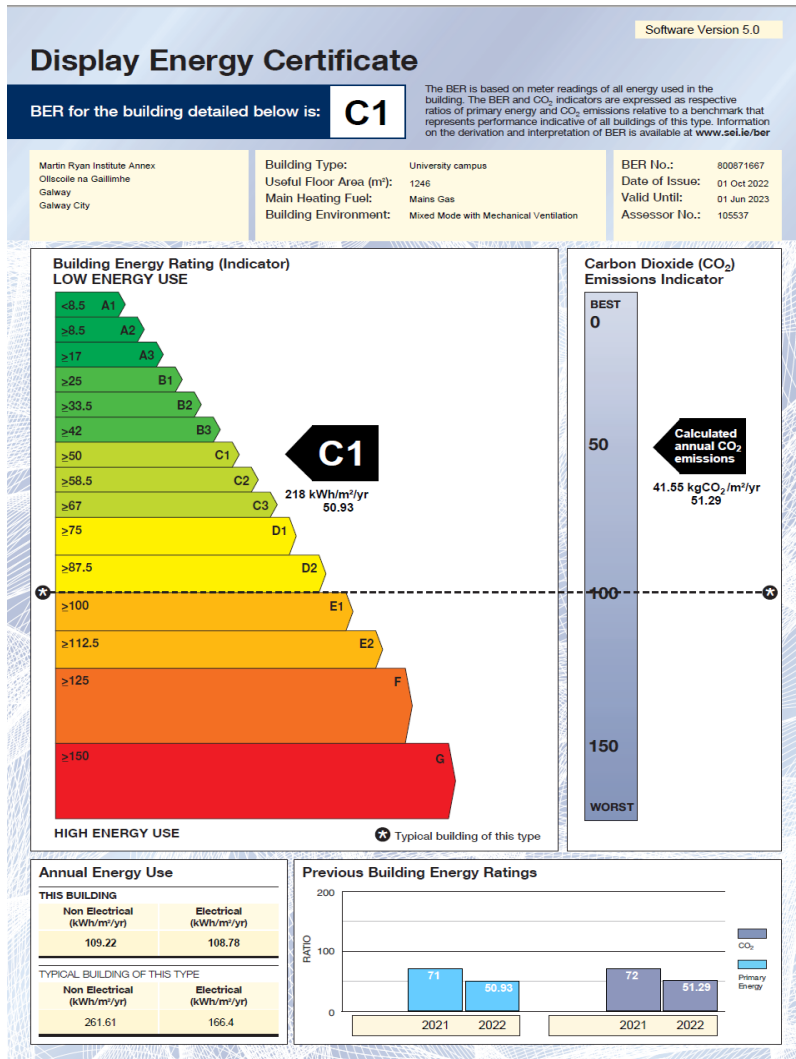 Software Version 5.0
Display Energy Certificate
BER for the building detailed below is:
C1
The BER is based on meter readings of all energy used in the
building. The BER and CO₂ indicators are expressed as respective
ratios of primary energy and CO₂ emissions relative to a benchmark that
represents performance indicative of all buildings of this type. Information
on the derivation and interpretation of BER is available at www.sei.ie/ber
Martin Ryan Institute Annex
Ollscoile na Gaillimhe
Galway
Galway City
Building Type: University campus
Useful Floor Area (m²): 1246
Main Heating Fuel: Mains Gas
Building Environment: Mixed Mode with Mechanical Ventilation
BER No.: 800871667
Date of Issue: 01 Oct 2022
Valid Until: 01 Jun 2023
Assessor No.: 105537
Building Energy Rating (Indicator)
LOW ENERGY USE
<8.5 A1
≥8.5 A2
≥17 A3
≥25 B1
≥33.5 B2
≥42 B3
≥50 C1
≥58.5 C2
≥67 C3
≥75 D1
≥87.5 D2
≥100 E1
≥112.5 E2
≥125 F
≥150 G
C1
218 kWh/m²/yr
50.93
HIGH ENERGY USE
* Typical building of this type
Carbon Dioxide (CO₂)
Emissions Indicator
BEST
0
50
100
150
WORST
Calculated
annual CO₂
emissions
41.55 kgCO₂/m²/yr
51.29
Annual Energy Use
THIS BUILDING
Non Electrical Electrical
(kWh/m²/yr) (kWh/m²/yr)
109.22 108.78
TYPICAL BUILDING OF THIS TYPE
Non Electrical Electrical
(kWh/m²/yr) (kWh/m²/yr)
261.61 166.4
Previous Building Energy Ratings
200
100
0
RATIO
71 50.93 72 51.29
2021 2022 2021 2022
CO₂
Primary
Energy